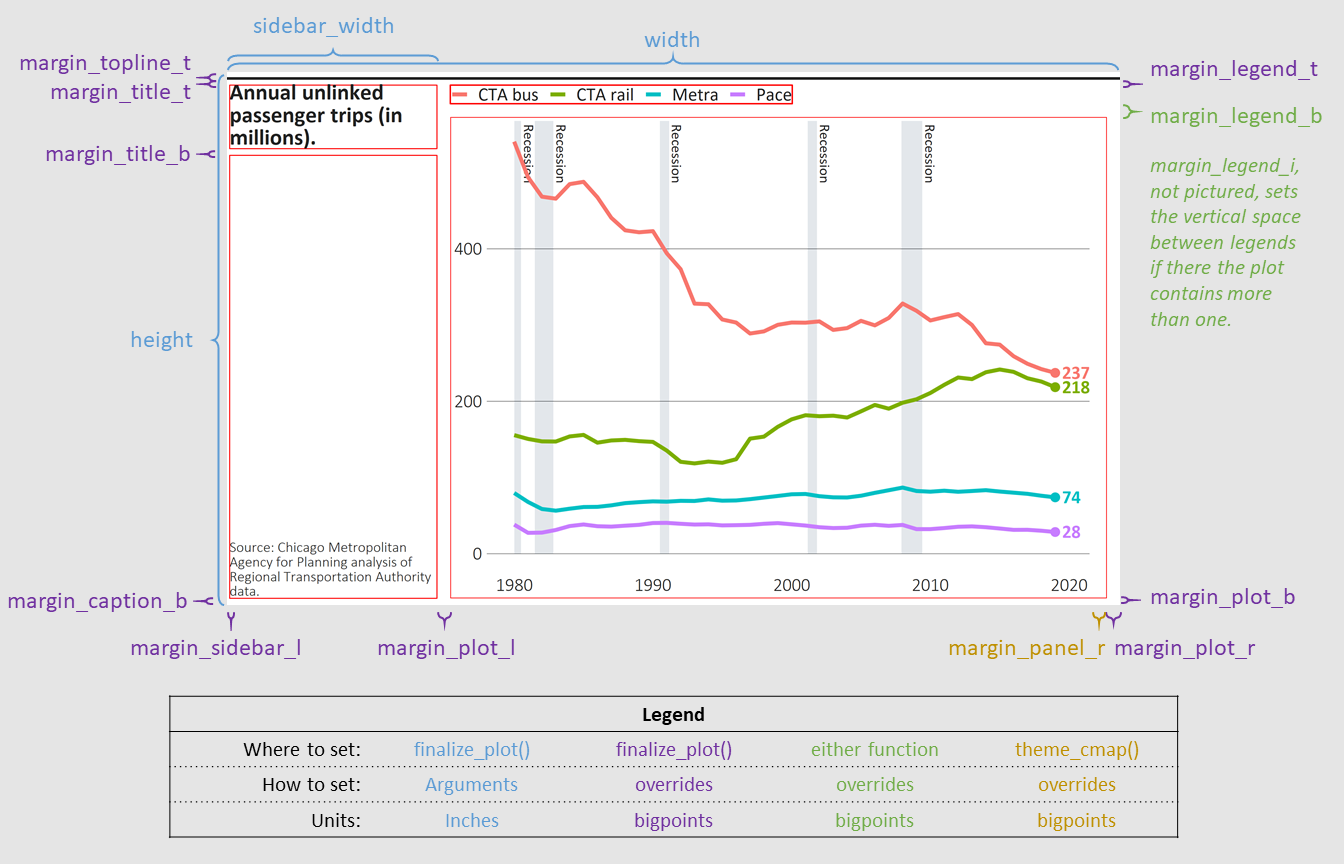 sidebar_width
width
margin_topline_t
margin_title_t
margin_title_b
height
margin_caption_b
margin_sidebar_l
margin_plot_l
Annual unlinked
passenger trips (in
millions).
Source: Chicago Metropolitan
Agency for Planning analysis of
Regional Transportation Authority
data.
CTA bus CTA rail Metra Pace
Recession Recession Recession Recession Recession
400
200
0
237
218
74
28
1980 1990 2000 2010 2020
margin_legend_t
margin_legend_b
margin_legend_i,
not pictured, sets
the vertical space
between legends
if there the plot
contains more
than one.
margin_plot_b
margin_panel_r margin_plot_r
Legend
Where to set: finalize_plot() finalize_plot() either function theme_cmap()
How to set: Arguments overrides overrides overrides
Units: Inches bigpoints bigpoints bigpoints